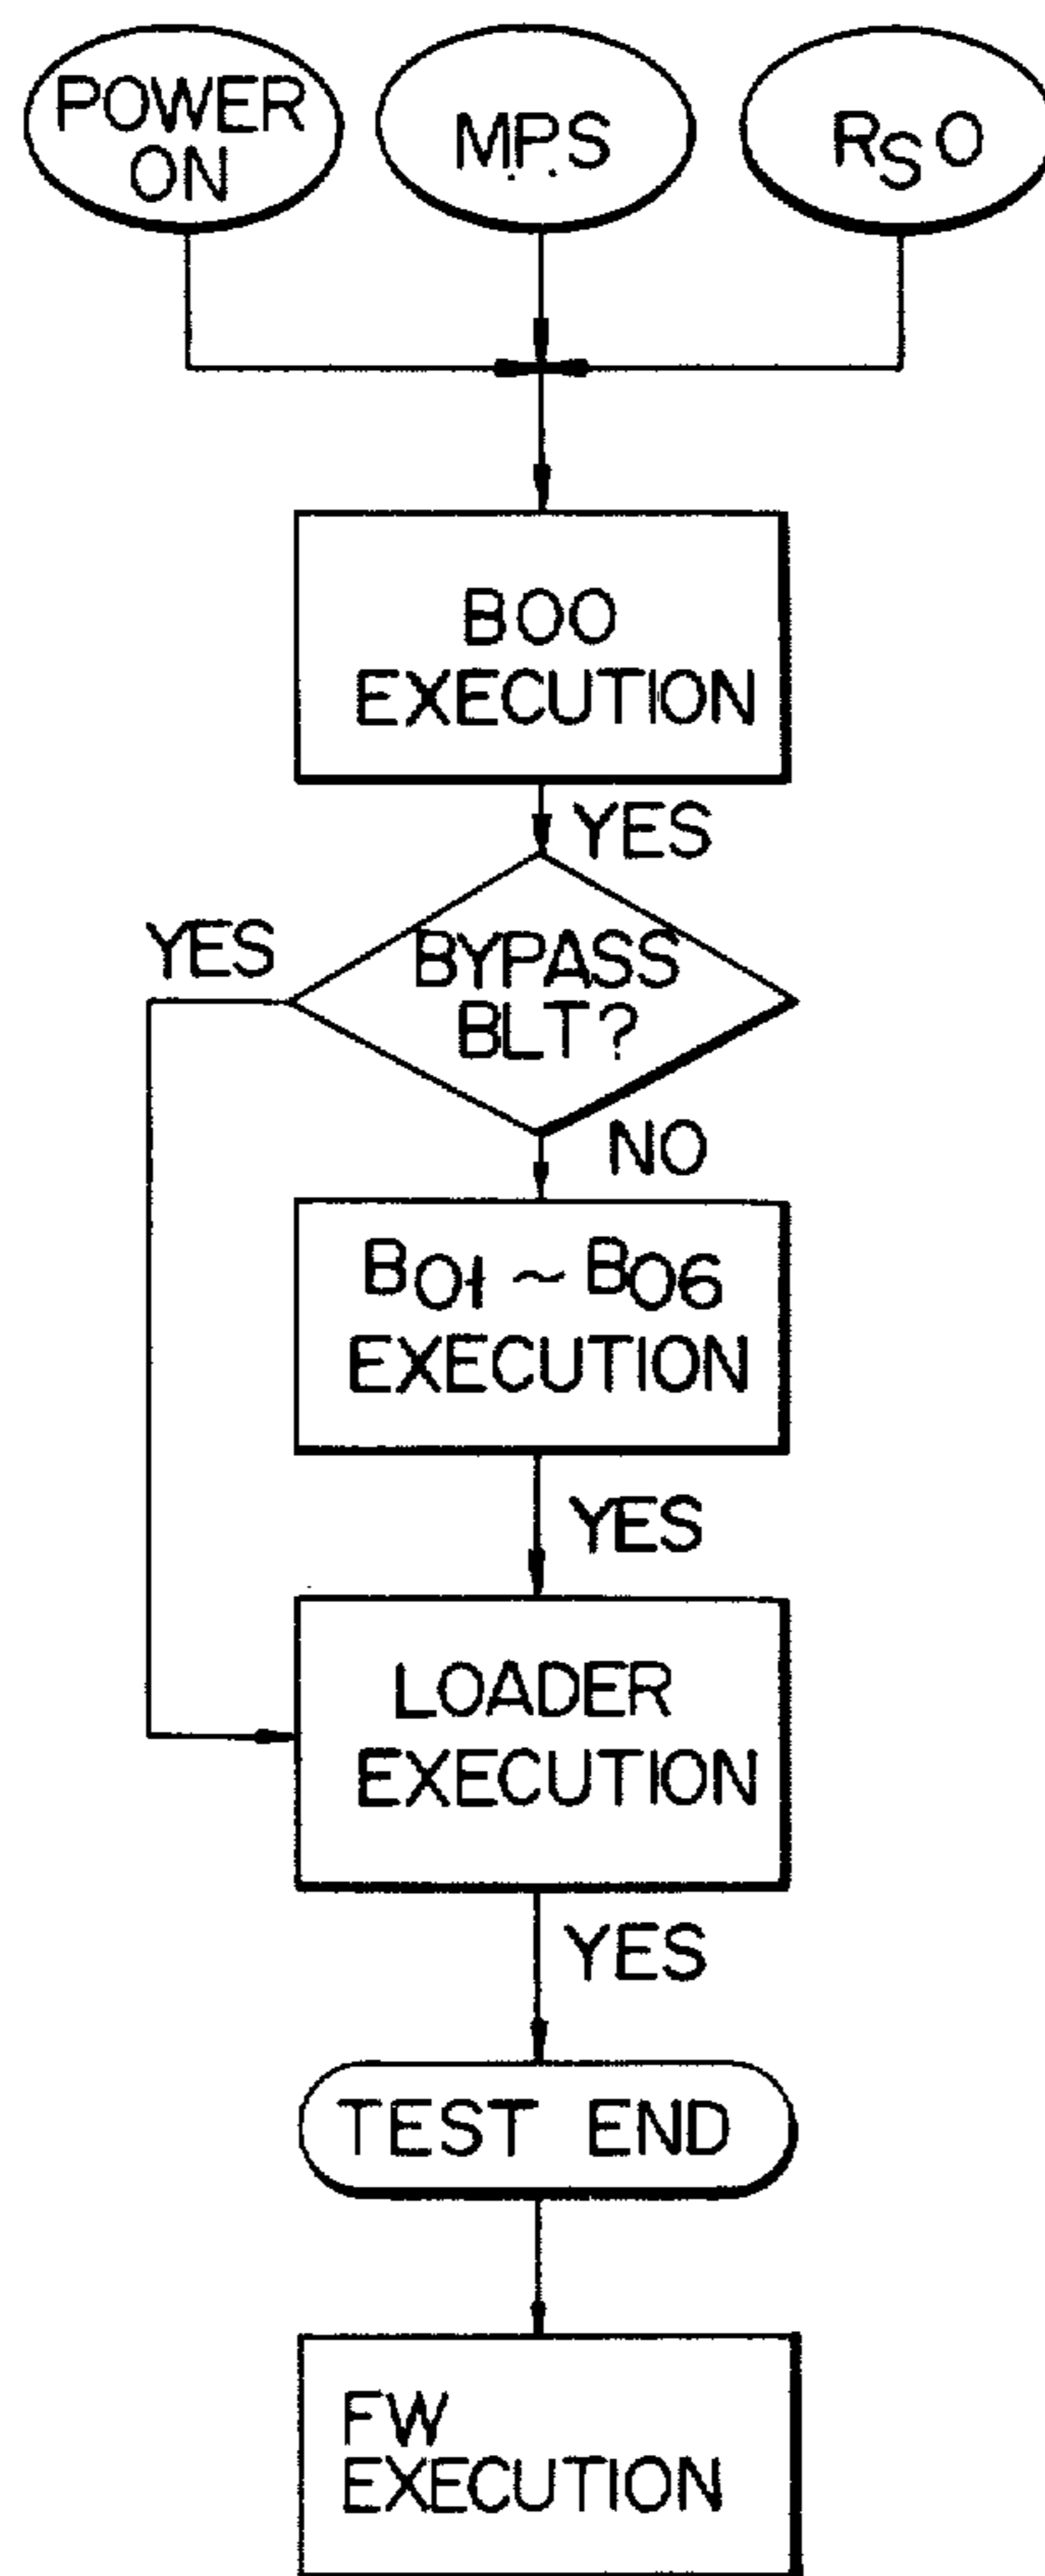 POWER
ON
MPS
RSO
B00
EXECUTION
YES
YES
BYPASS
BLT?
NO
B01 ~ B06
EXECUTION
YES
LOADER
EXECUTION
YES
TEST END
FW
EXECUTION